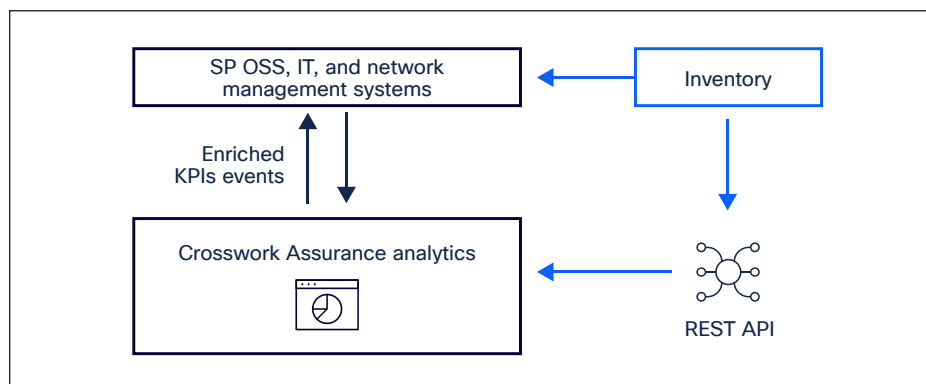 SP OSS, IT, and network
management systems
Inventory
Enriched
KPIs events
Crosswork Assurance analytics
REST API